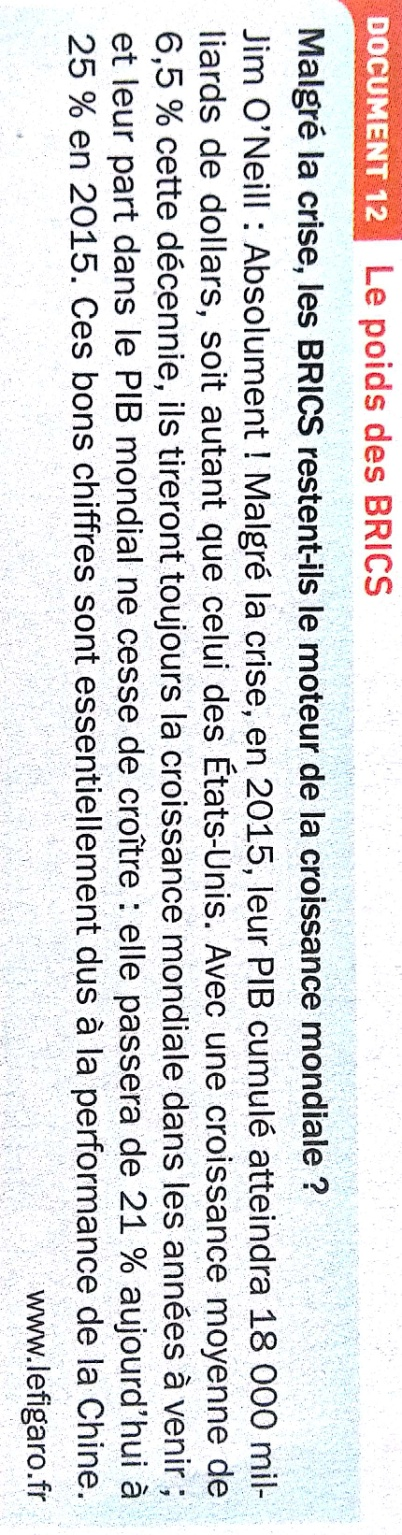 DOCUMENT 12 Le poids des BRICS
Malgré la crise, les BRICS restent-ils le moteur de la croissance mondiale ?
Jim O'Neill : Absolument ! Malgré la crise, en 2015, leur PIB cumulé atteindra 18 000 mil-
liards de dollars, soit autant que celui des États-Unis. Avec une croissance moyenne de
6,5 % cette décennie, ils tireront toujours la croissance mondiale dans les années à venir ;
et leur part dans le PIB mondial ne cesse de croître : elle passera de 21 % aujourd'hui à
25 % en 2015. Ces bons chiffres sont essentiellement dus à la performance de la Chine.
www.lefigaro.fr